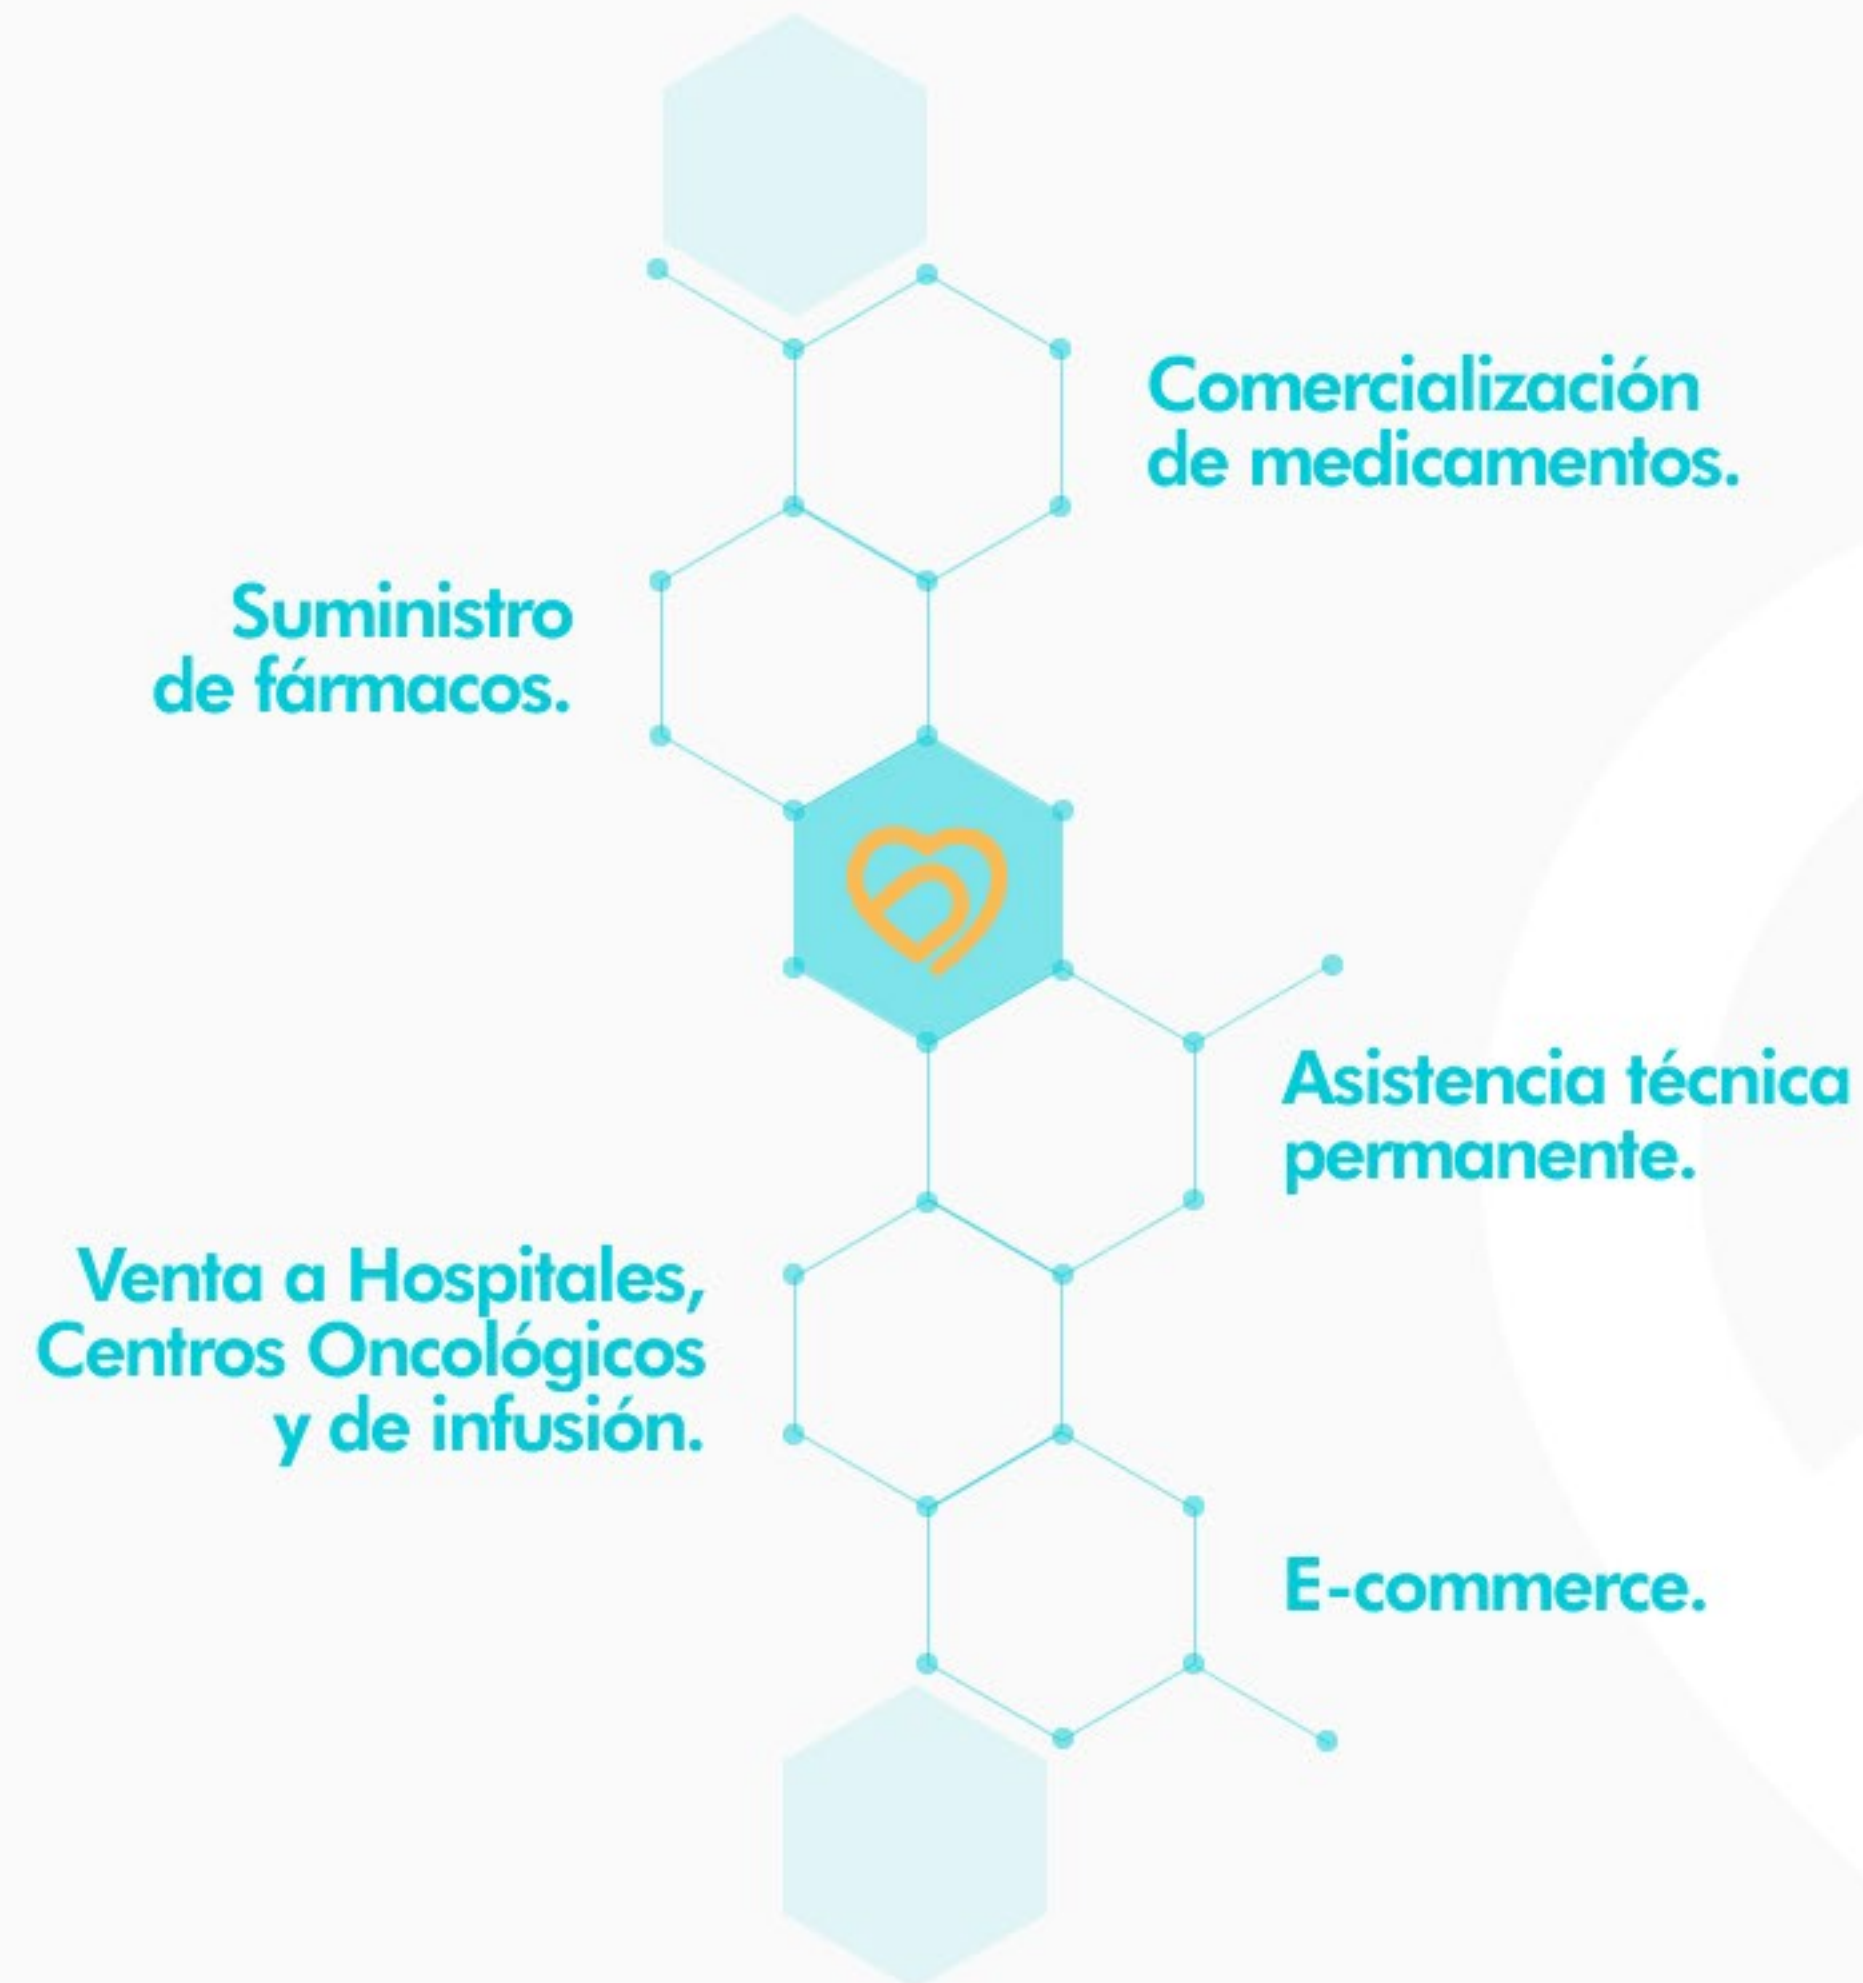 Comercialización
de medicamentos.
Suministro
de fármacos.
Asistencia técnica
permanente.
Venta a Hospitales,
Centros Oncológicos
y de infusión.
E-commerce.